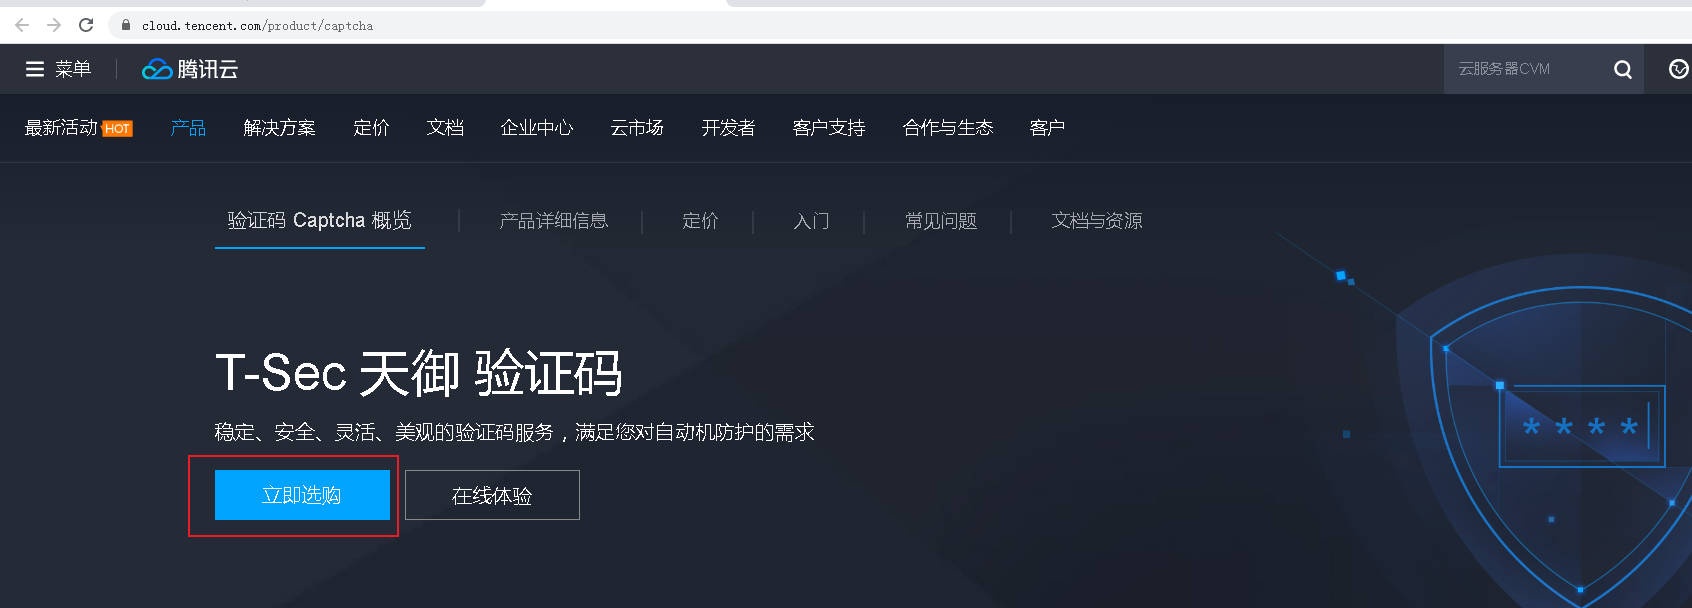 cloud.tencent.com/product/captcha
菜单 腾讯云 云服务器CVM
最新活动 HOT 产品 解决方案 定价 文档 企业中心 云市场 开发者 客户支持 合作与生态 客户
验证码 Captcha 概览 产品详细信息 定价 入门 常见问题 文档与资源
T-Sec 天御 验证码
稳定、安全、灵活、美观的验证码服务，满足您对自动机防护的需求
立即选购 在线体验
* * * *